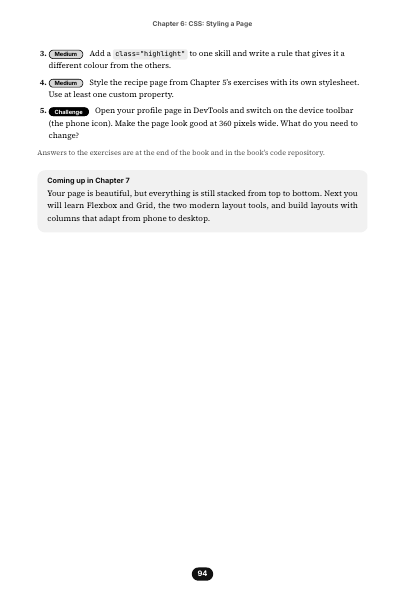 Chapter 6: CSS: Styling a Page
3. Medium Add a class="highlight" to one skill and write a rule that gives it a
different colour from the others.
4. Medium Style the recipe page from Chapter 5's exercises with its own stylesheet.
Use at least one custom property.
5. Challenge Open your profile page in DevTools and switch on the device toolbar
(the phone icon). Make the page look good at 360 pixels wide. What do you need to
change?
Answers to the exercises are at the end of the book and in the book's code repository.
Coming up in Chapter 7
Your page is beautiful, but everything is still stacked from top to bottom. Next you
will learn Flexbox and Grid, the two modern layout tools, and build layouts with
columns that adapt from phone to desktop.
94